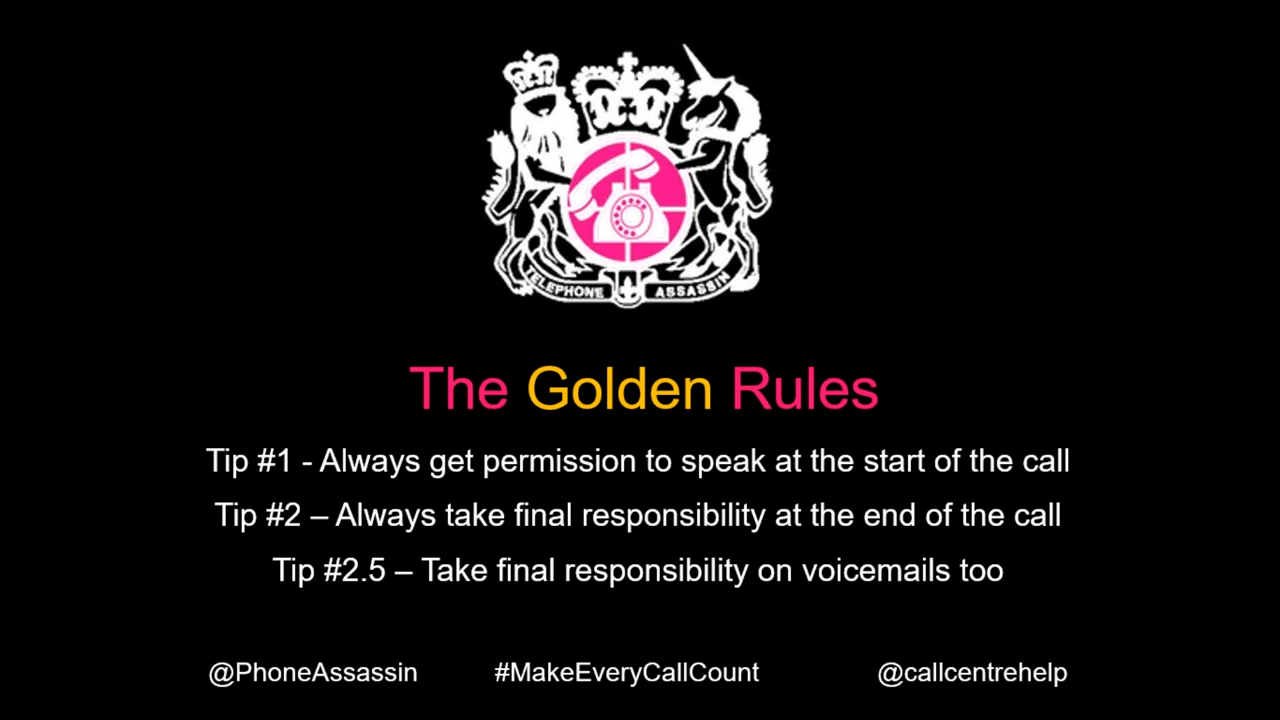 TELEPHONE ASSASSIN
The Golden Rules
Tip #1 - Always get permission to speak at the start of the call
Tip #2 – Always take final responsibility at the end of the call
Tip #2.5 – Take final responsibility on voicemails too
@PhoneAssassin #MakeEveryCallCount @callcentrehelp